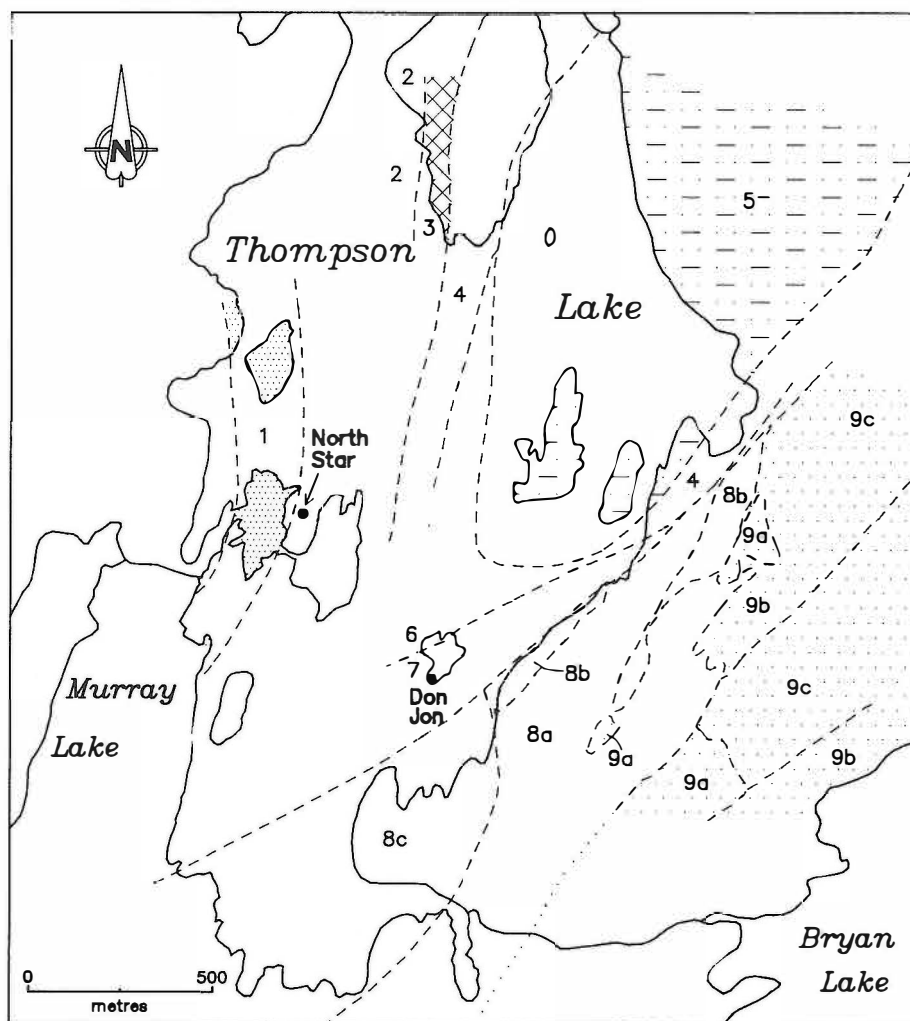 2
N
2
5
3
Thompson
0
4
Lake
9c
1
North
Star
4
8b
9a
9b
6
7
8b
Don
Jon
Murray
Lake
9c
8a
9a
9a
9b
8c
Bryan
Lake
0
500
metres